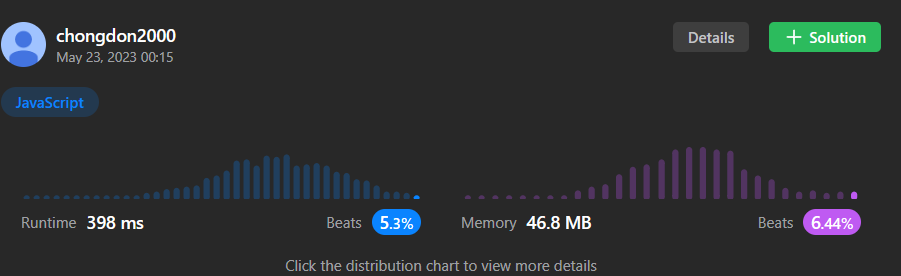 chongdon2000
May 23, 2023 00:15
Details
+ Solution
JavaScript
Runtime 398 ms Beats 5.3%
Memory 46.8 MB Beats 6.44%
Click the distribution chart to view more details